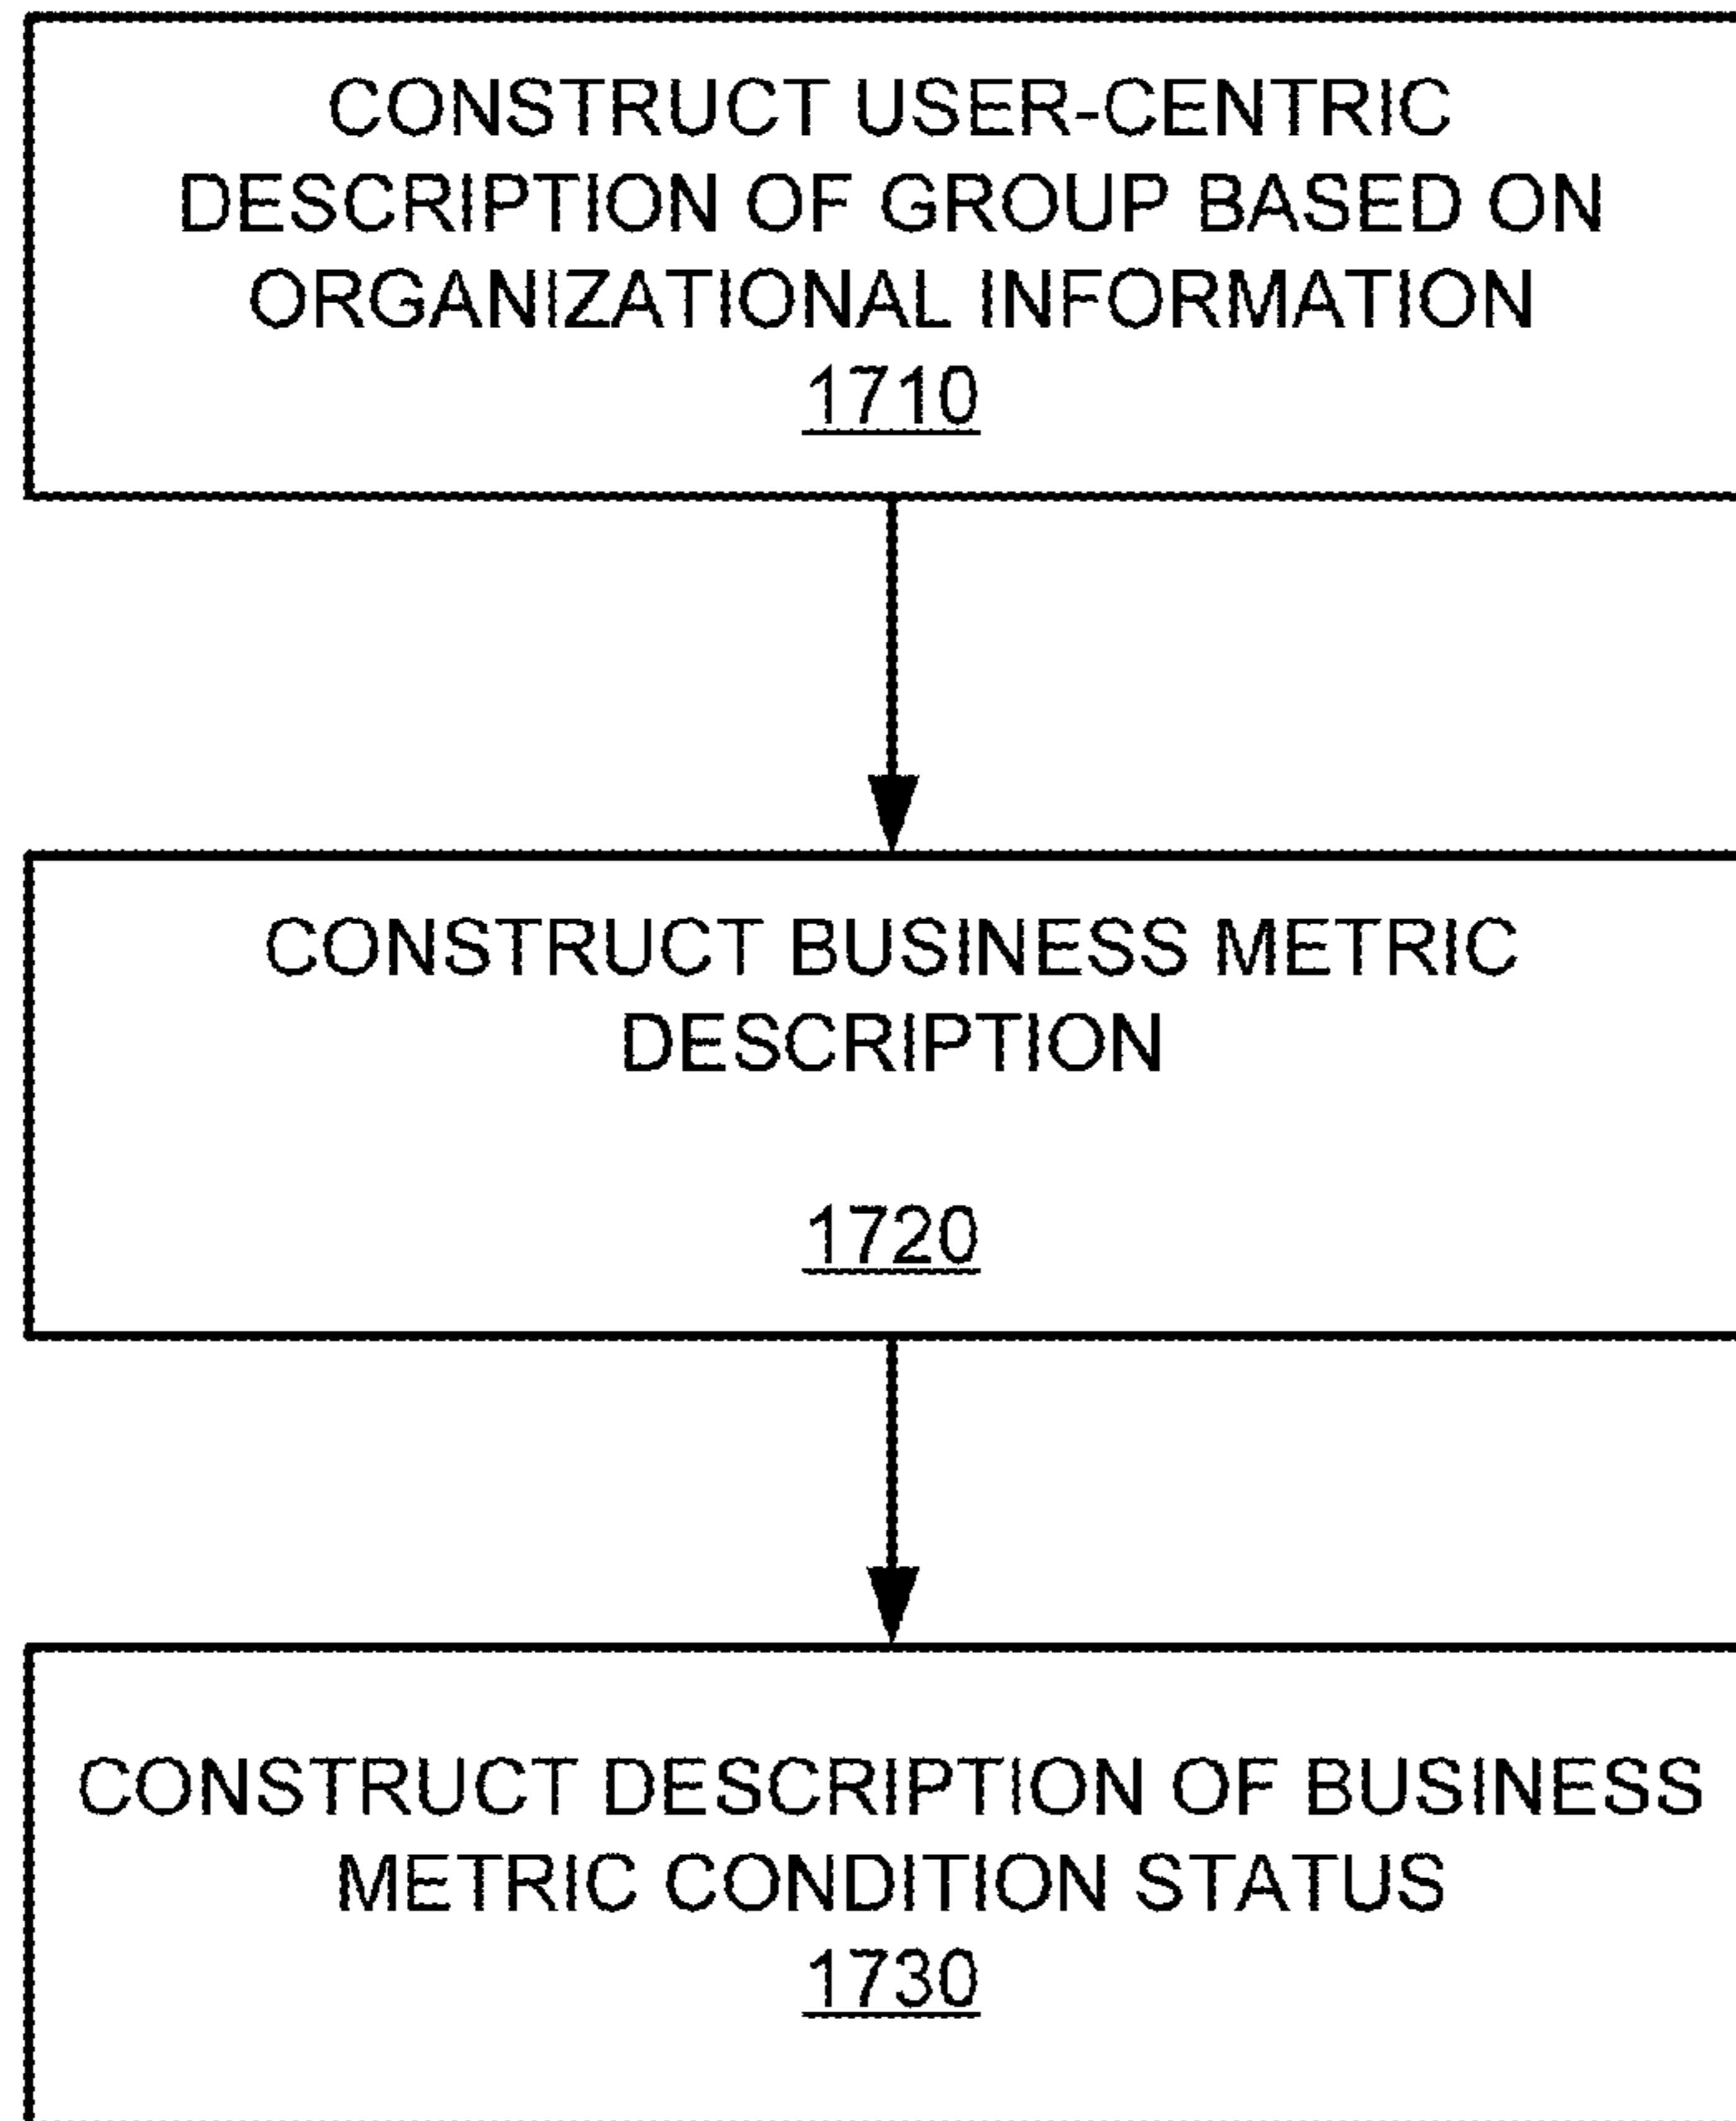 CONSTRUCT USER-CENTRIC
DESCRIPTION OF GROUP BASED ON
ORGANIZATIONAL INFORMATION
1710
CONSTRUCT BUSINESS METRIC
DESCRIPTION
1720
CONSTRUCT DESCRIPTION OF BUSINESS
METRIC CONDITION STATUS
1730